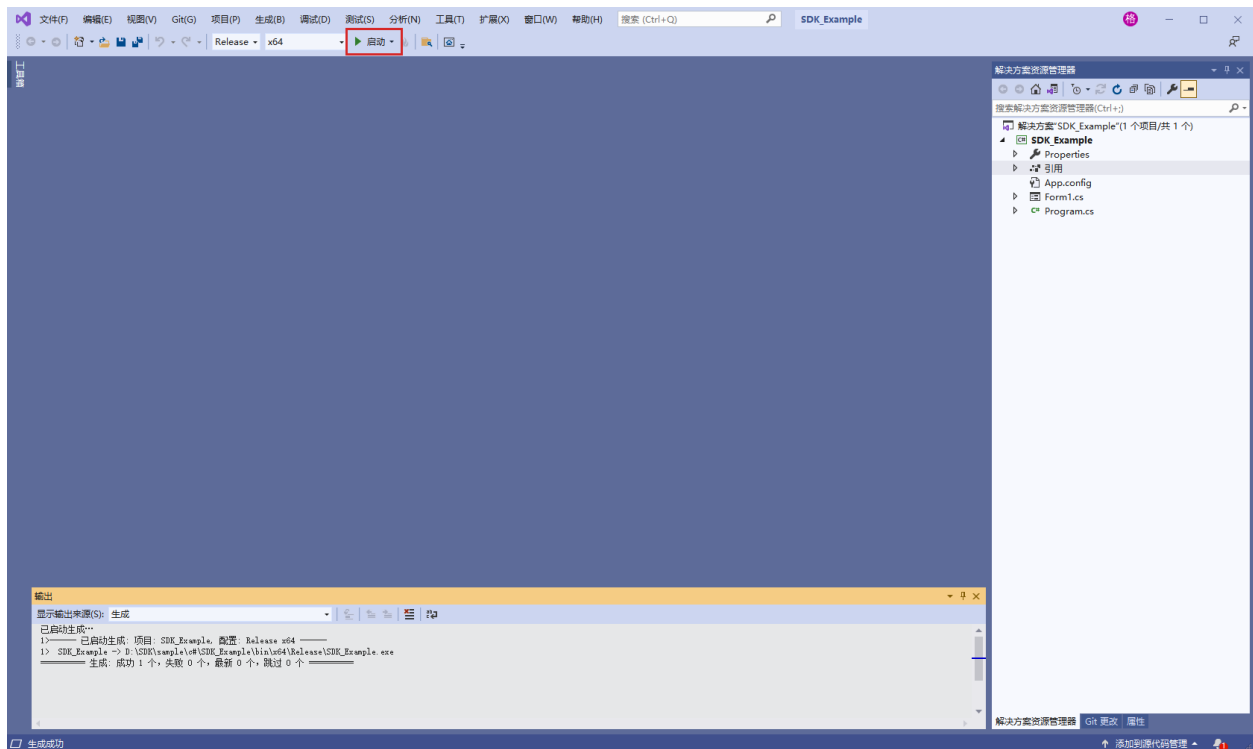 文件(F) 编辑(E) 视图(V) Git(G) 项目(P) 生成(B) 调试(D) 测试(S) 分析(N) 工具(T) 扩展(X) 窗口(W) 帮助(H) 搜索 (Ctrl+Q) SDK_Example 格
Release x64 启动
工具箱
解决方案资源管理器
搜索解决方案资源管理器(Ctrl+;)
解决方案"SDK_Example"(1 个项目/共 1 个)
SDK_Example
Properties
引用
App.config
Form1.cs
Program.cs
输出
显示输出来源(S): 生成
已启动生成…
1>—— 已启动生成: 项目: SDK_Example, 配置: Release x64 ——
1> SDK_Example -> D:\SDK\sample\c#\SDK_Example\bin\x64\Release\SDK_Example.exe
========== 生成: 成功 1 个，失败 0 个，最新 0 个，跳过 0 个 ==========
解决方案资源管理器 Git 更改 属性
生成成功 添加到源代码管理 1